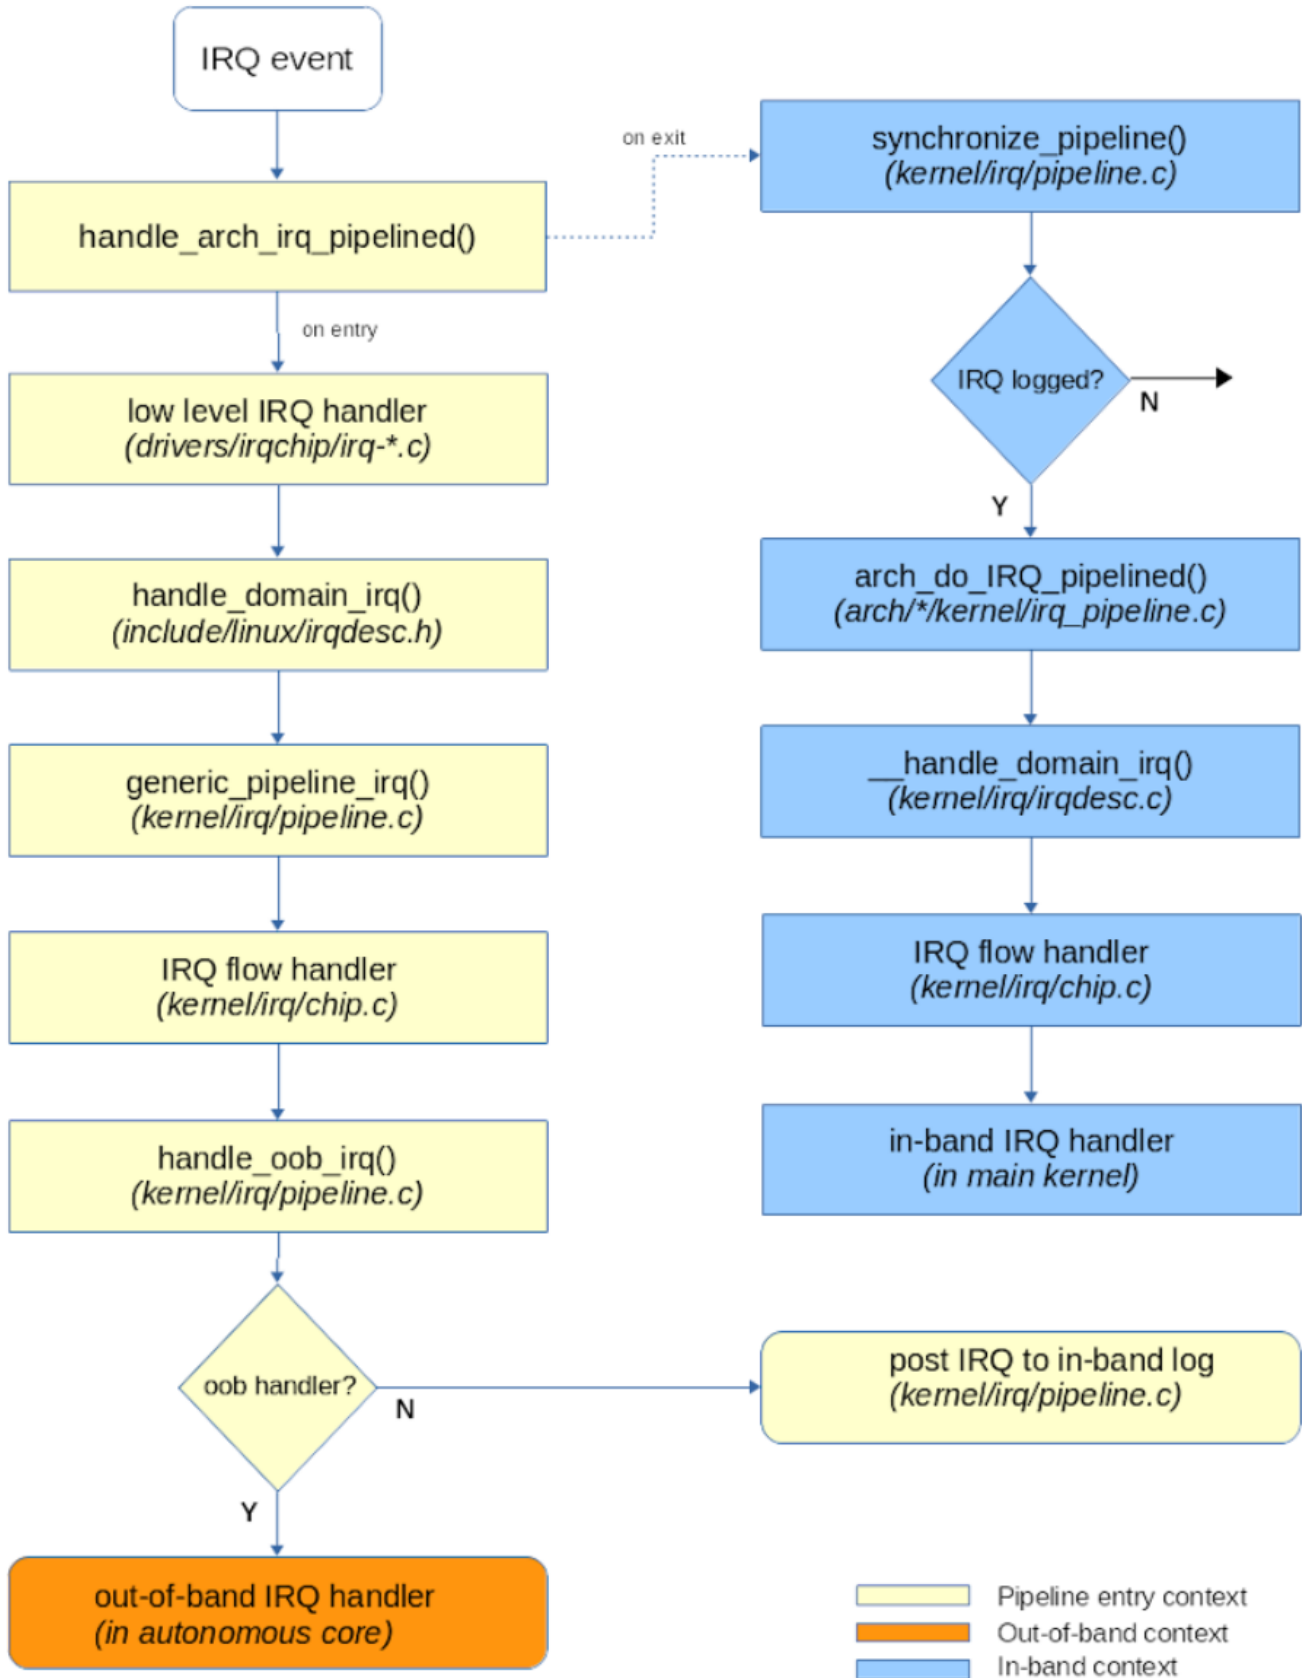 IRQ event
handle_arch_irq_pipelined()
on exit
on entry
low level IRQ handler
(drivers/irqchip/irq-*.c)
handle_domain_irq()
(include/linux/irqdesc.h)
generic_pipeline_irq()
(kernel/irq/pipeline.c)
IRQ flow handler
(kernel/irq/chip.c)
handle_oob_irq()
(kernel/irq/pipeline.c)
oob handler?
N
Y
out-of-band IRQ handler
(in autonomous core)
synchronize_pipeline()
(kernel/irq/pipeline.c)
IRQ logged?
N
Y
arch_do_IRQ_pipelined()
(arch/*/kernel/irq_pipeline.c)
__handle_domain_irq()
(kernel/irq/irqdesc.c)
IRQ flow handler
(kernel/irq/chip.c)
in-band IRQ handler
(in main kernel)
post IRQ to in-band log
(kernel/irq/pipeline.c)
Pipeline entry context
Out-of-band context
In-band context